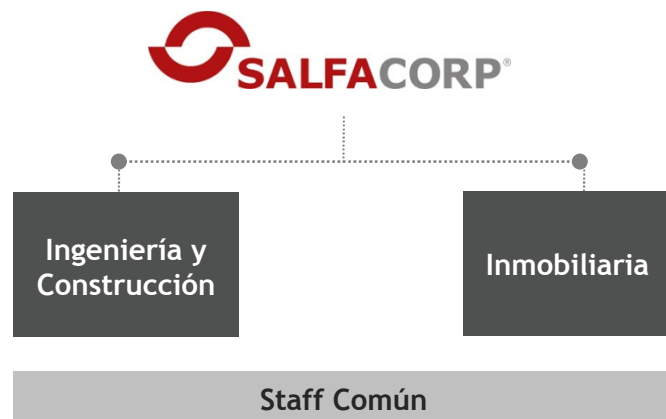 SALFACORP®
Ingeniería y
Construcción
Inmobiliaria
Staff Común